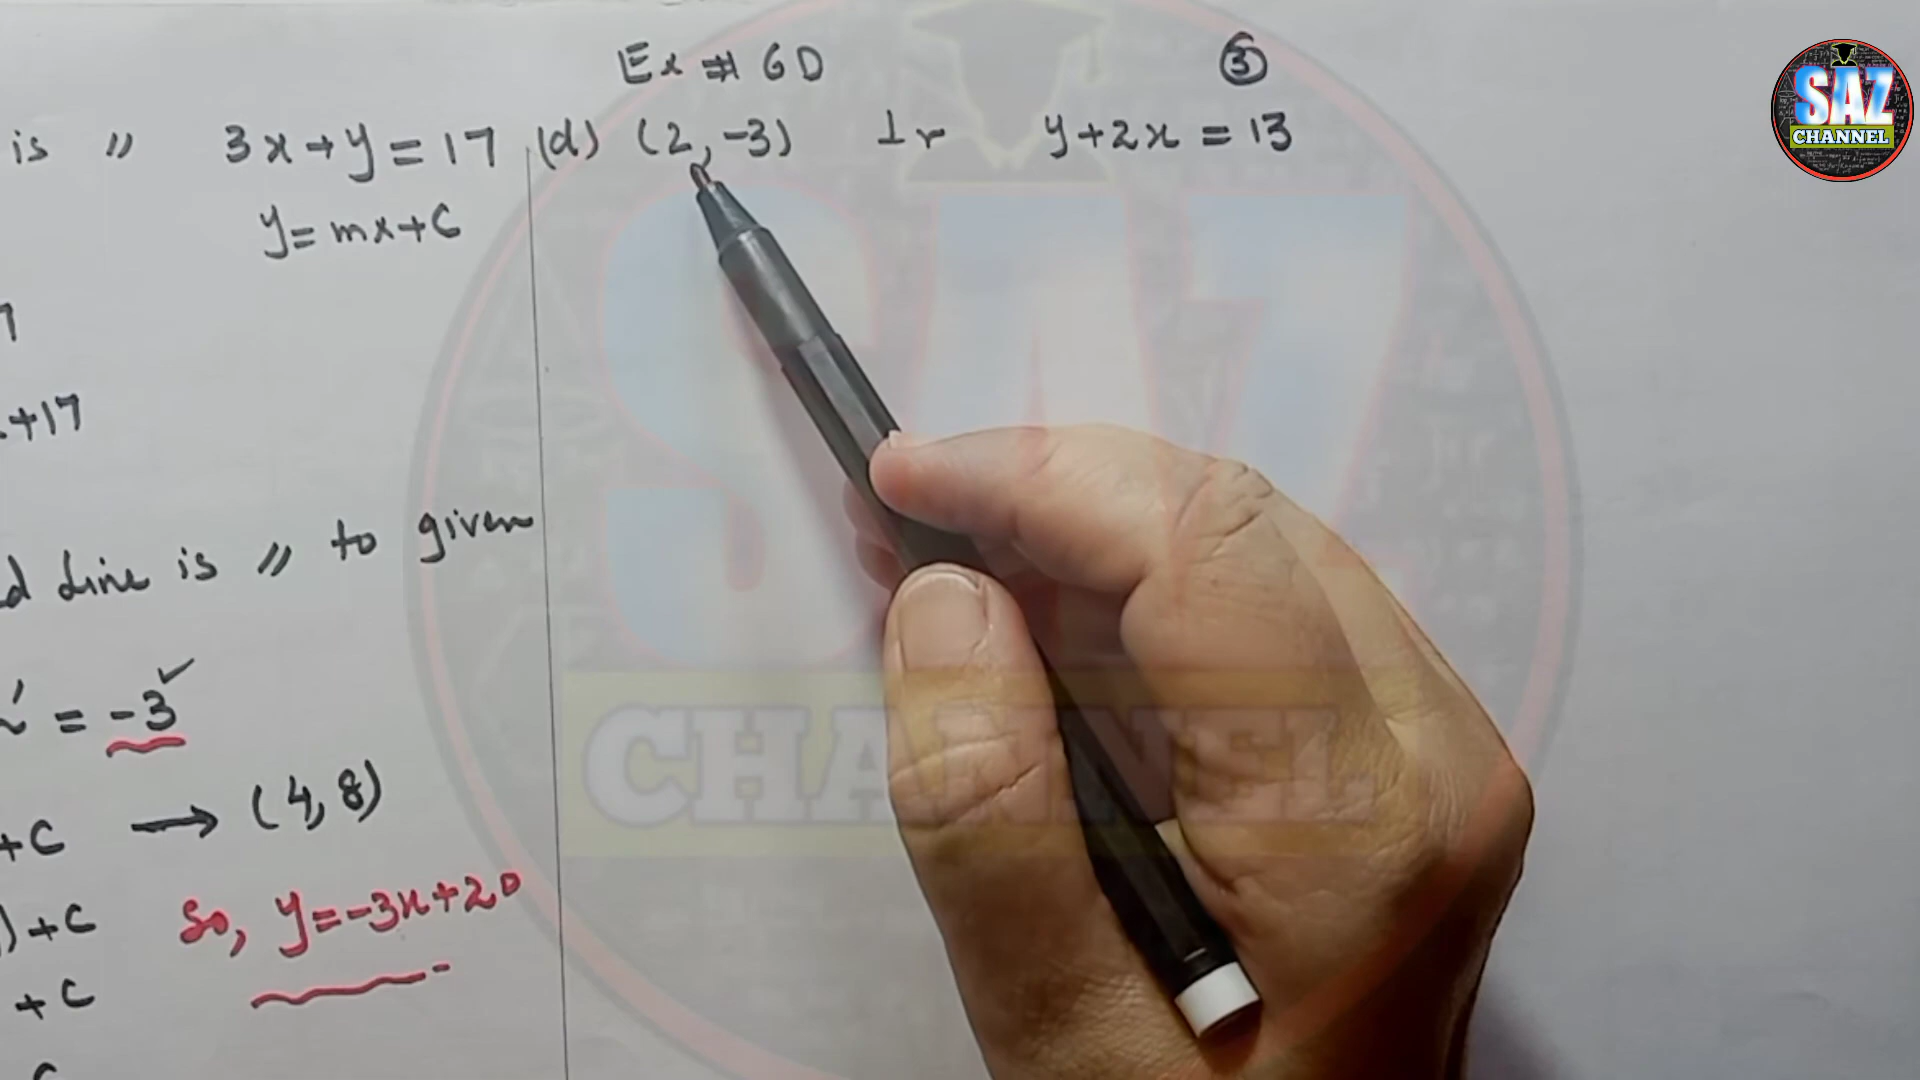 Ex # 6D
3
is // 3x+y=17
y=mx+c
+17
Line is // to given
= -3 ✓
+c → (4,8)
)+c So, y=-3x+20
+c
(d) (2,-3) ⊥r y+2x=13
SAZ
CHANNEL
SAZ
CHANNEL